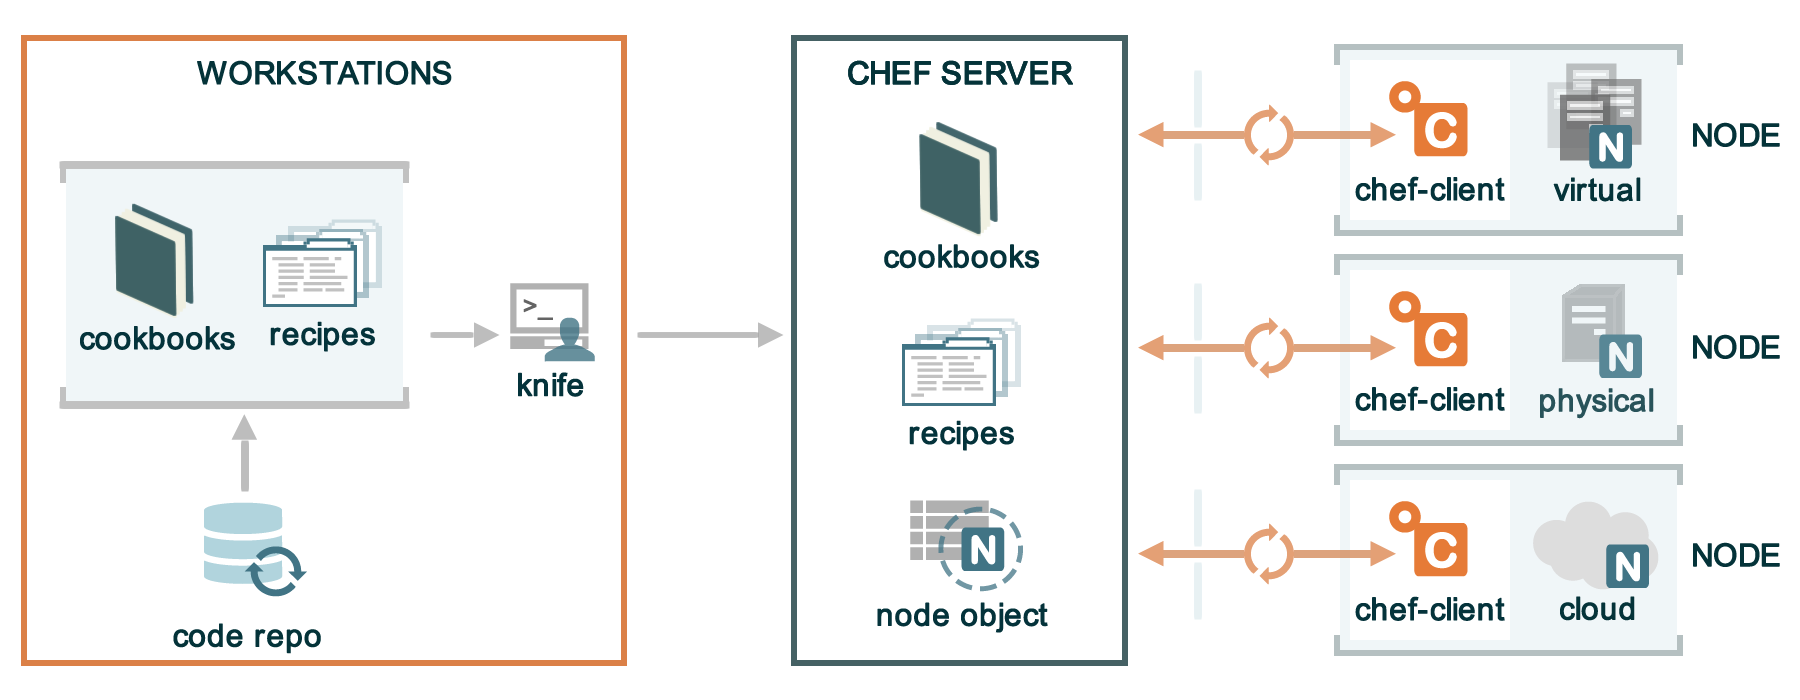 WORKSTATIONS
cookbooks
recipes
>_
knife
code repo
CHEF SERVER
cookbooks
recipes
N
node object
C
chef-client
N
virtual
NODE
C
chef-client
N
physical
NODE
C
chef-client
N
cloud
NODE